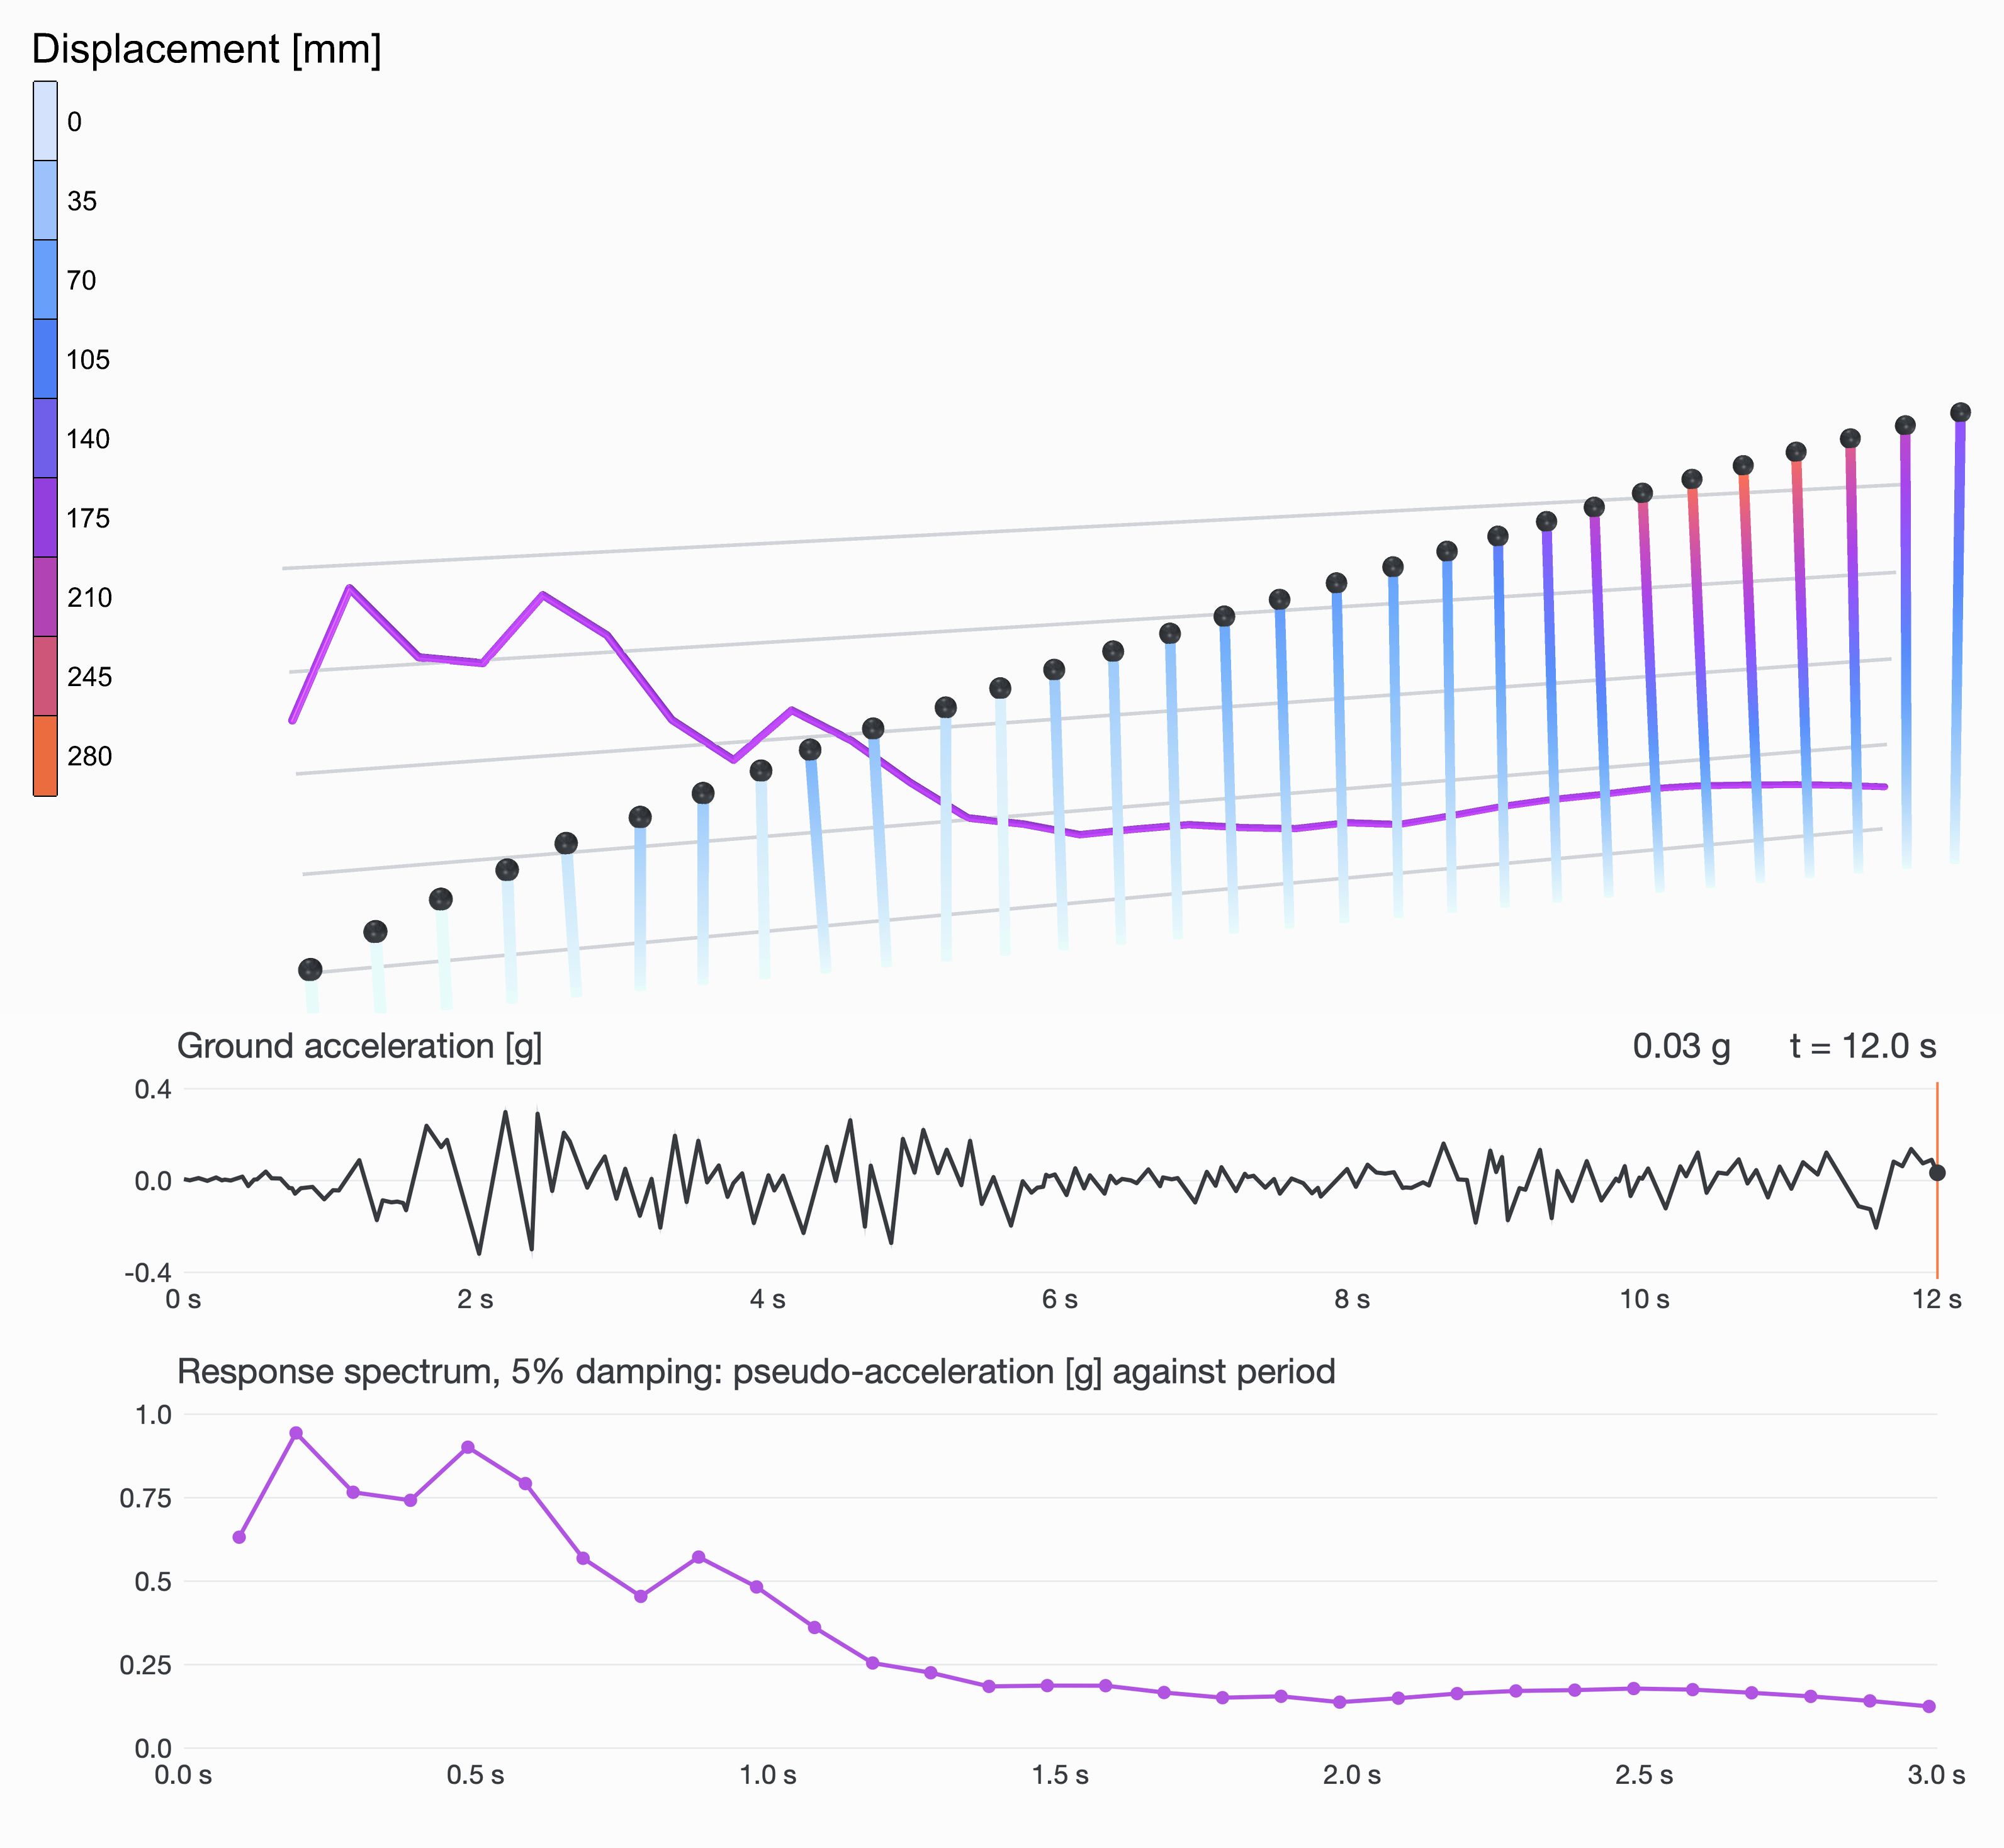 Displacement [mm]
0
35
70
105
140
175
210
245
280
Ground acceleration [g]
0.03 g
t = 12.0 s
0.4
0.0
-0.4
0 s
2 s
4 s
6 s
8 s
10 s
12 s
Response spectrum, 5% damping: pseudo-acceleration [g] against period
1.0
0.75
0.5
0.25
0.0
0.0 s
0.5 s
1.0 s
1.5 s
2.0 s
2.5 s
3.0 s